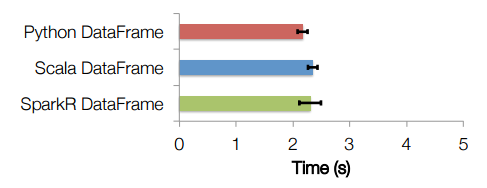 Python DataFrame
Scala DataFrame
SparkR DataFrame
0 1 2 3 4 5
Time (s)